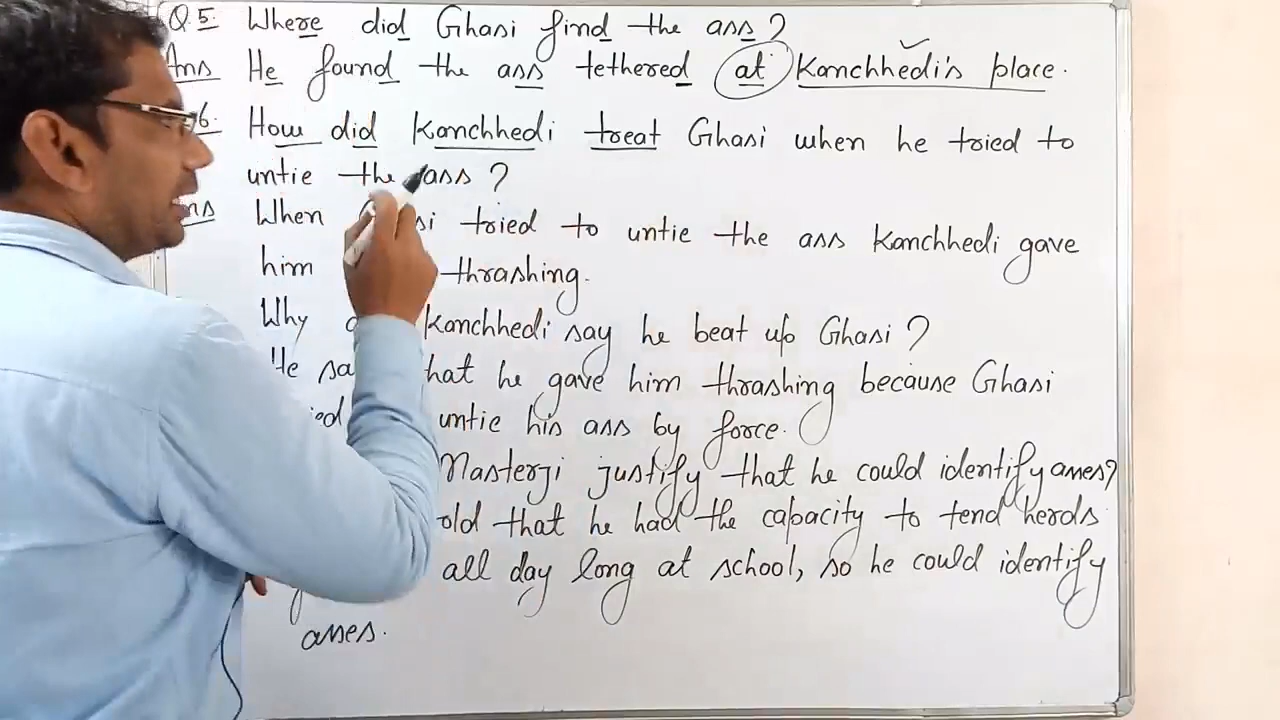 Q.5. Where did Ghasi find the ass?
Ans He found the ass tethered at Kanchhedi's place.
6. How did Kanchhedi treat Ghasi when he tried to
untie the ass?
When tried to untie the ass Kanchhedi gave
him thrashing.
Why Kanchhedi say he beat up Ghasi?
He that he gave him thrashing because Ghasi
untie his ass by force.
Masterji justify that he could identify asses?
that he had the capacity to tend herds
all day long at school, so he could identify
asses.